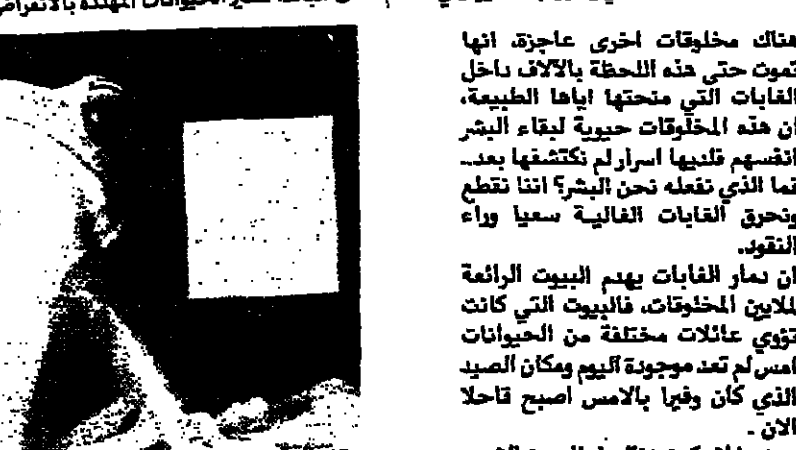 المهددة بالانقراض
هناك مخلوقات اخرى عاجزة، انها
تموت حتى هذه اللحظة بالآلاف داخل
الغابات التي منحتها اياها الطبيعة،
ان هذه المخلوقات حيوية لبقاء البشر
انفسهم فلديها اسرار لم نكتشفها بعد..
فما الذي نفعله نحن البشر؟ اننا نقطع
ونحرق الغابات الغالية سعيا وراء
النقود.
ان دمار الغابات يهدم البيوت الرائعة
لملايين المخلوقات، فالبيوت التي كانت
تؤوي عائلات مختلفة من الحيوانات
امس لم تعد موجودة اليوم ومكان الصيد
الذي كان وفيرا بالامس اصبح قاحلا
الان -